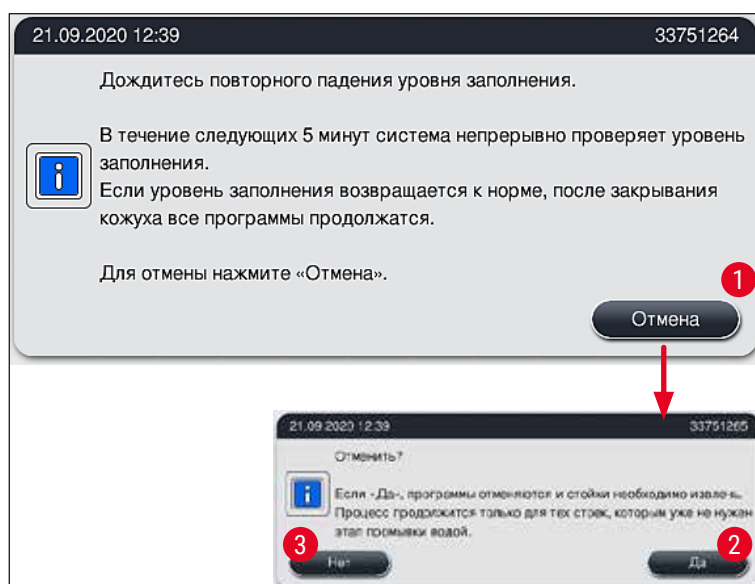 21.09.2020 12:39 33751264
Дождитесь повторного падения уровня заполнения.
В течение следующих 5 минут система непрерывно проверяет уровень
заполнения.
Если уровень заполнения возвращается к норме, после закрывания
кожуха все программы продолжатся.
Для отмены нажмите «Отмена».
1
Отмена
21.09.2020 12:39 33751265
Отменить?
Если «Да», программы отменяются и стойки необходимо
Процесс продолжится только для тех стоек, которым уже не нужен
этап промывки водой.
3
Нет
2
Да